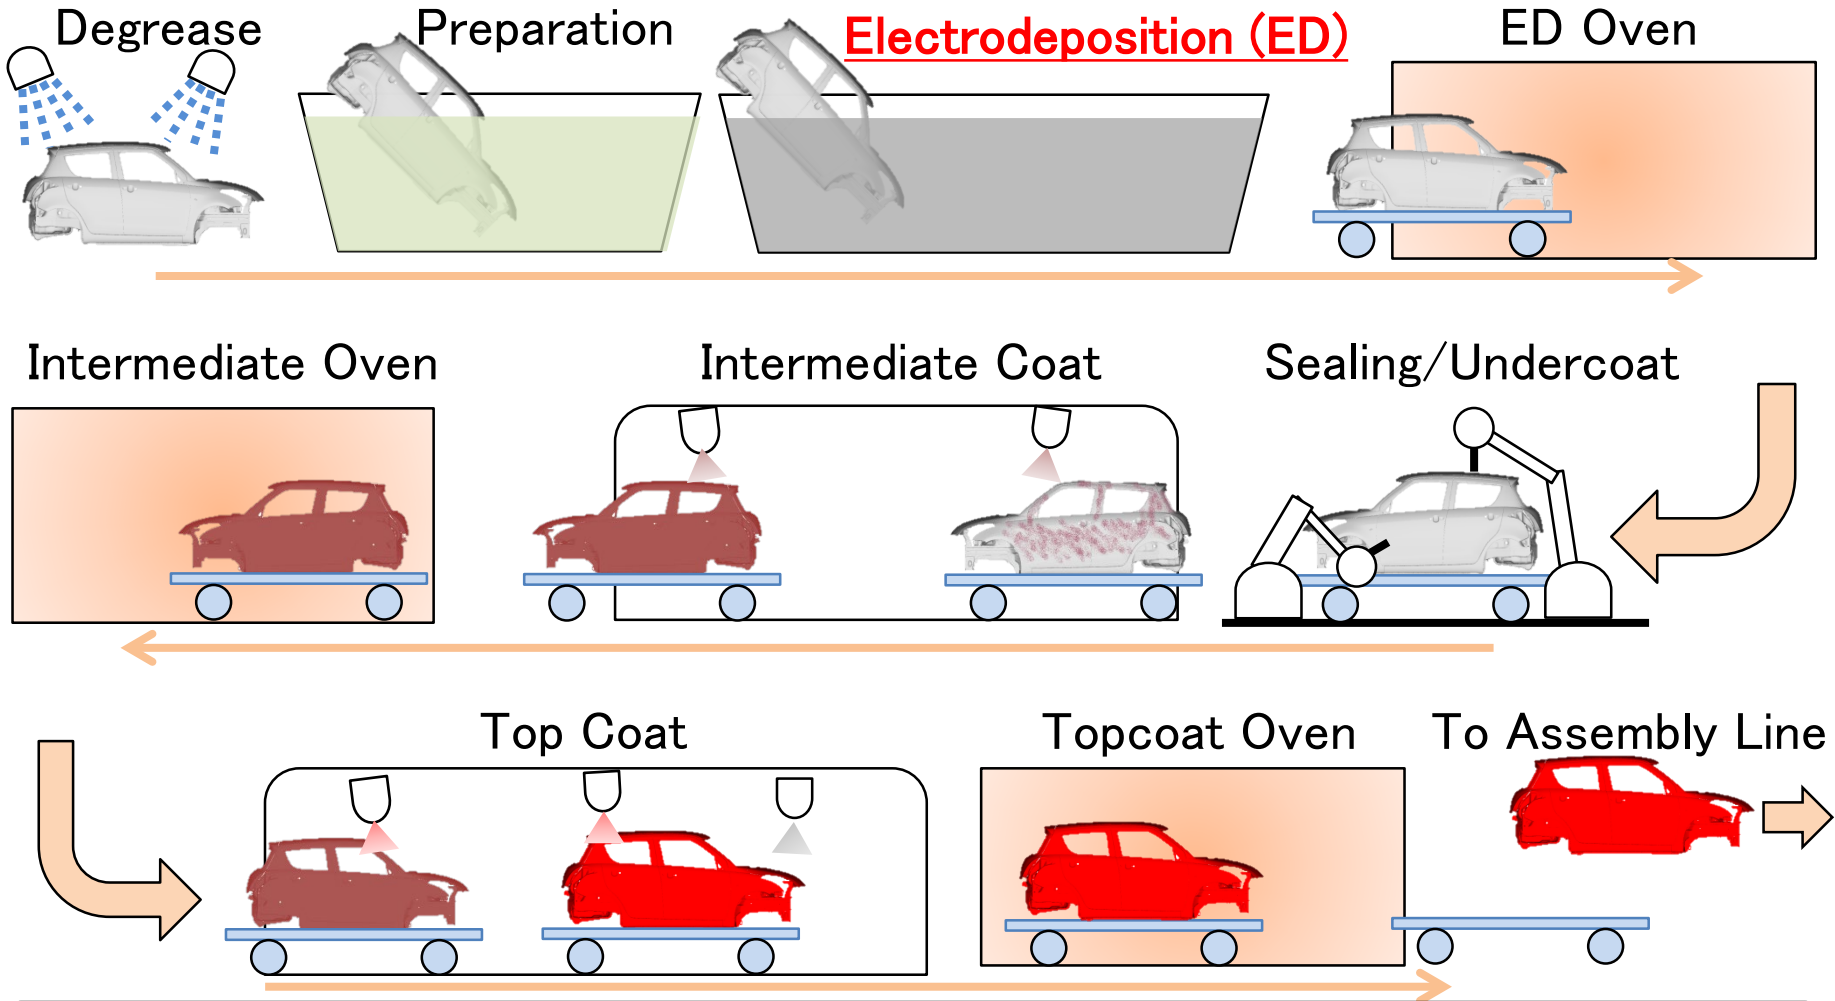 Degrease
Preparation
Electrodeposition (ED)
ED Oven
Intermediate Oven
Intermediate Coat
Sealing/Undercoat
Top Coat
Topcoat Oven
To Assembly Line